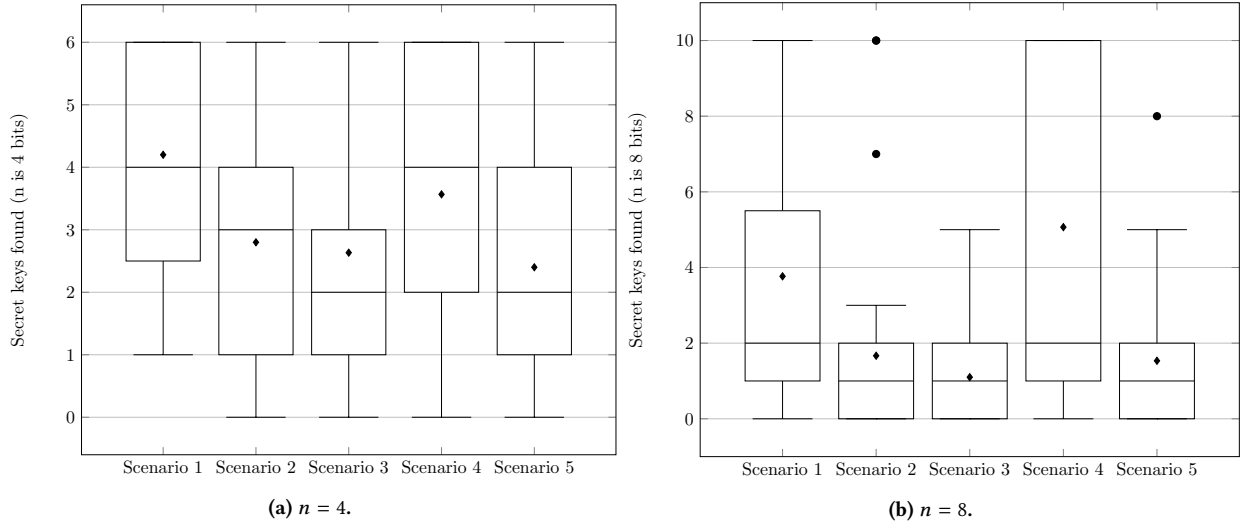 Secret keys found (n is 4 bits)
6
5
4
3
2
1
0
Scenario 1 Scenario 2 Scenario 3 Scenario 4 Scenario 5
(a) n = 4.
Secret keys found (n is 8 bits)
10
8
6
4
2
0
Scenario 1 Scenario 2 Scenario 3 Scenario 4 Scenario 5
(b) n = 8.